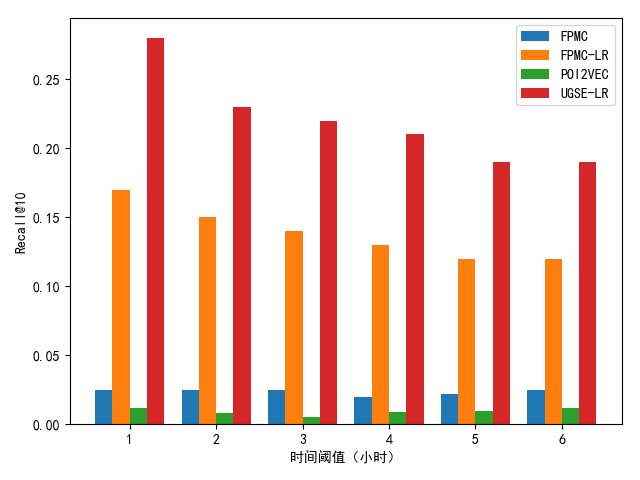 FPMC
FPMC-LR
POI2VEC
UGSE-LR
Recall@10
0.25
0.20
0.15
0.10
0.05
0.00
1 2 3 4 5 6
时间阈值（小时）